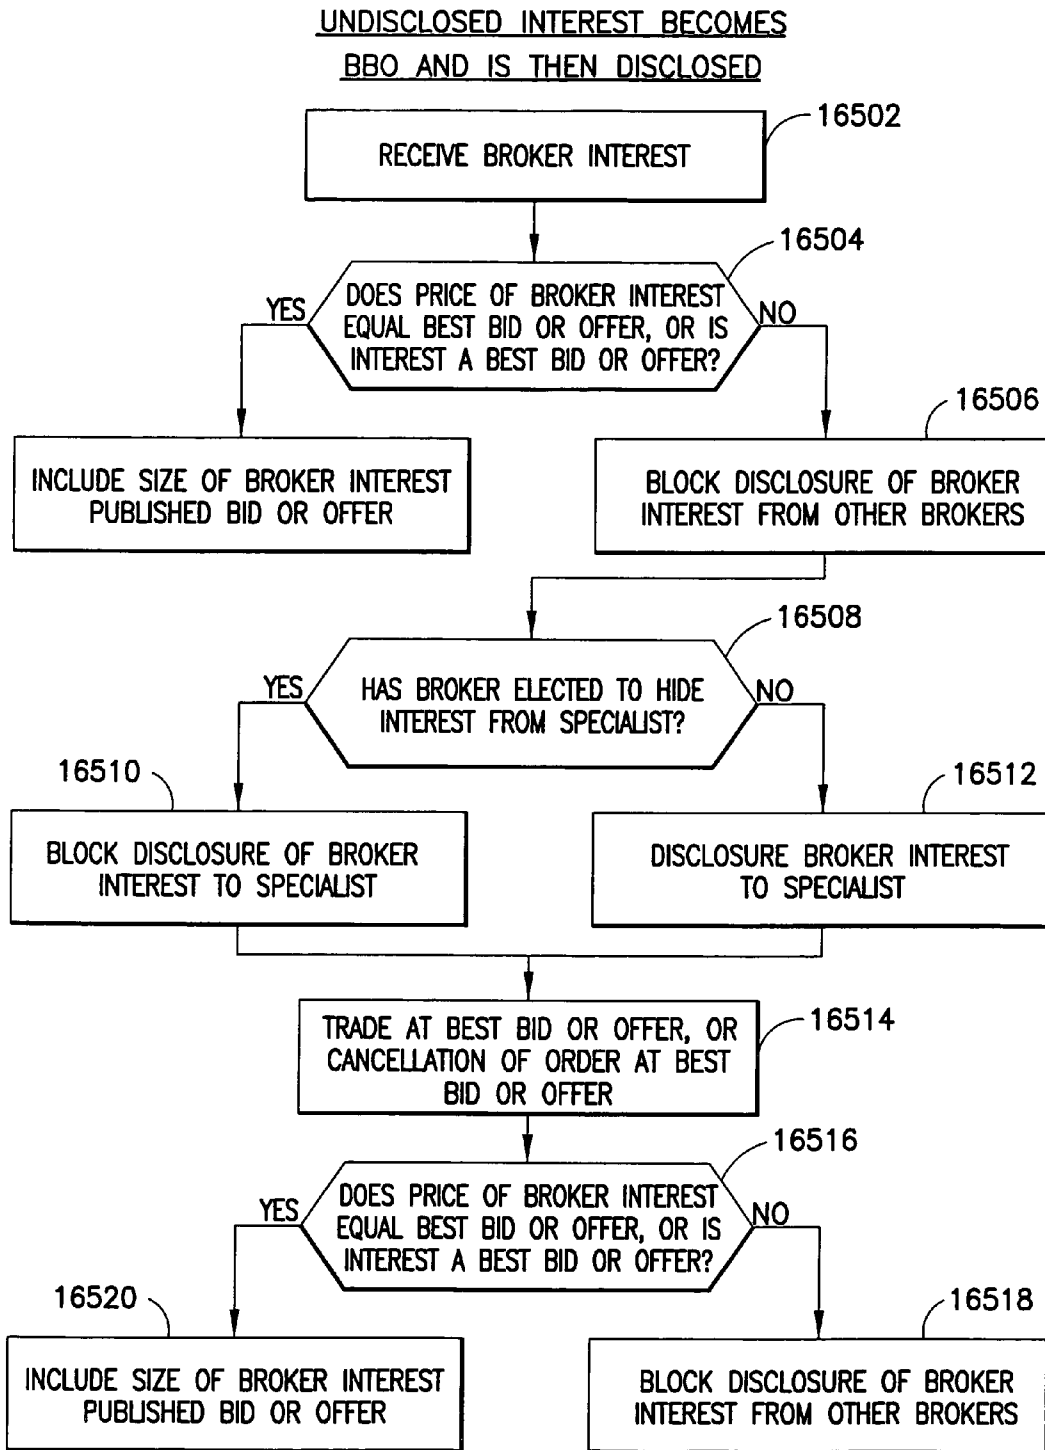 UNDISCLOSED INTEREST BECOMES
BBO AND IS THEN DISCLOSED
16502
RECEIVE BROKER INTEREST
16504
YES
DOES PRICE OF BROKER INTEREST
EQUAL BEST BID OR OFFER, OR IS
INTEREST A BEST BID OR OFFER?
NO
INCLUDE SIZE OF BROKER INTEREST
PUBLISHED BID OR OFFER
16506
BLOCK DISCLOSURE OF BROKER
INTEREST FROM OTHER BROKERS
16508
YES
HAS BROKER ELECTED TO HIDE
INTEREST FROM SPECIALIST?
NO
16510
BLOCK DISCLOSURE OF BROKER
INTEREST TO SPECIALIST
16512
DISCLOSURE BROKER INTEREST
TO SPECIALIST
16514
TRADE AT BEST BID OR OFFER, OR
CANCELLATION OF ORDER AT BEST
BID OR OFFER
16516
YES
DOES PRICE OF BROKER INTEREST
EQUAL BEST BID OR OFFER, OR IS
INTEREST A BEST BID OR OFFER?
NO
16520
INCLUDE SIZE OF BROKER INTEREST
PUBLISHED BID OR OFFER
16518
BLOCK DISCLOSURE OF BROKER
INTEREST FROM OTHER BROKERS